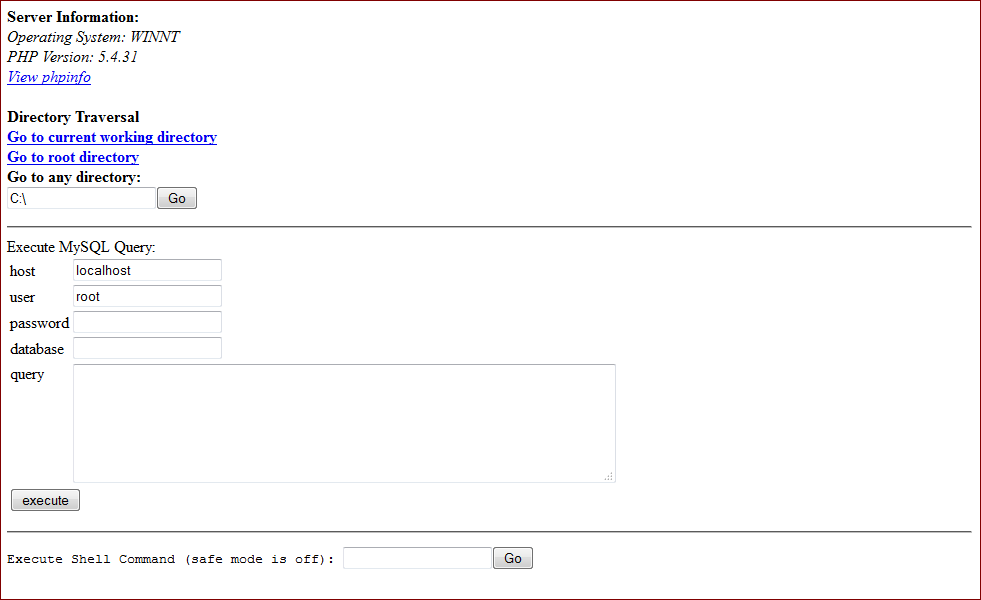 Server Information:
Operating System: WINNT
PHP Version: 5.4.31
View phpinfo
Directory Traversal
Go to current working directory
Go to root directory
Go to any directory:
C:\ Go
Execute MySQL Query:
host localhost
user root
password
database
query
execute
Execute Shell Command (safe mode is off): Go